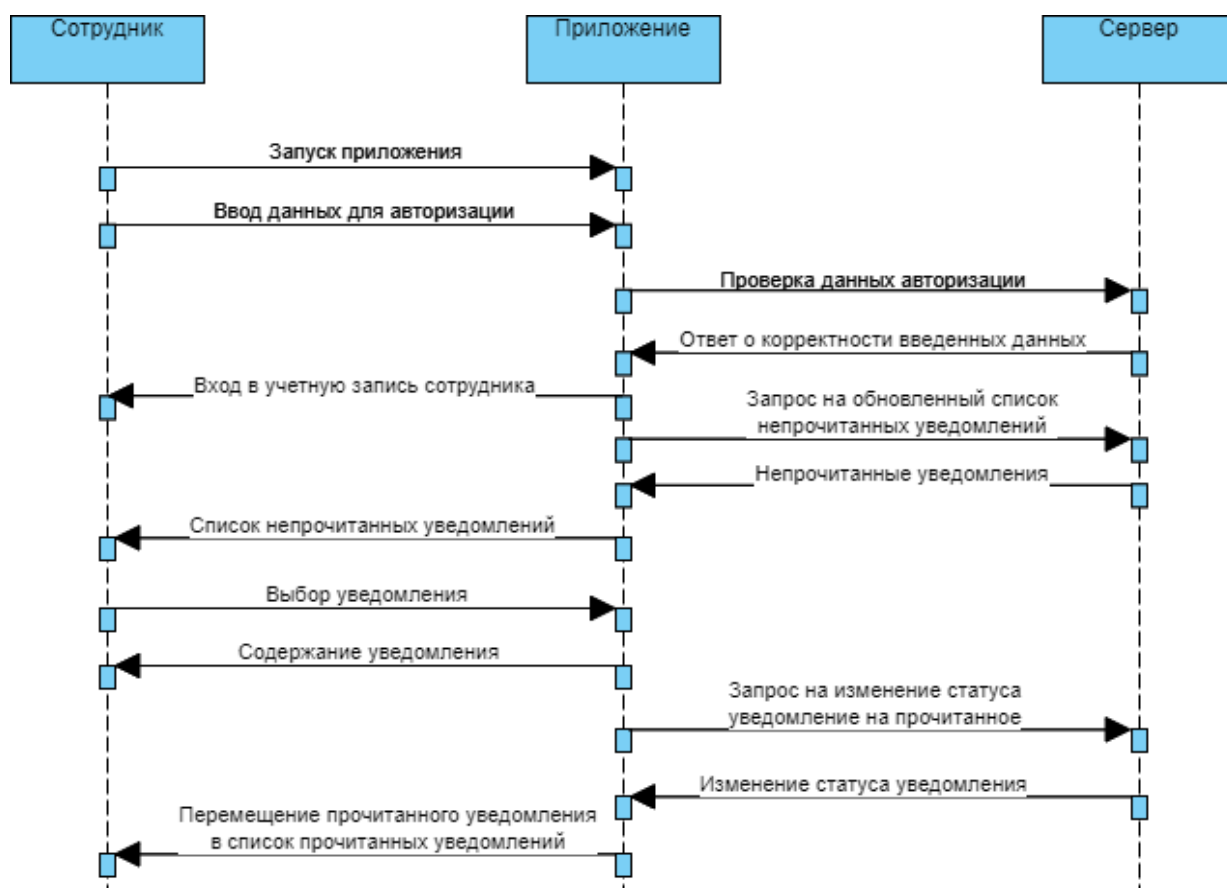 Сотрудник
Приложение
Сервер
Запуск приложения
Ввод данных для авторизации
Проверка данных авторизации
Ответ о корректности введенных данных
Вход в учетную запись сотрудника
Запрос на обновленный список
непрочитанных уведомлений
Непрочитанные уведомления
Список непрочитанных уведомлений
Выбор уведомления
Содержание уведомления
Запрос на изменение статуса
уведомление на прочитанное
Изменение статуса уведомления
Перемещение прочитанного уведомления
в список прочитанных уведомлений